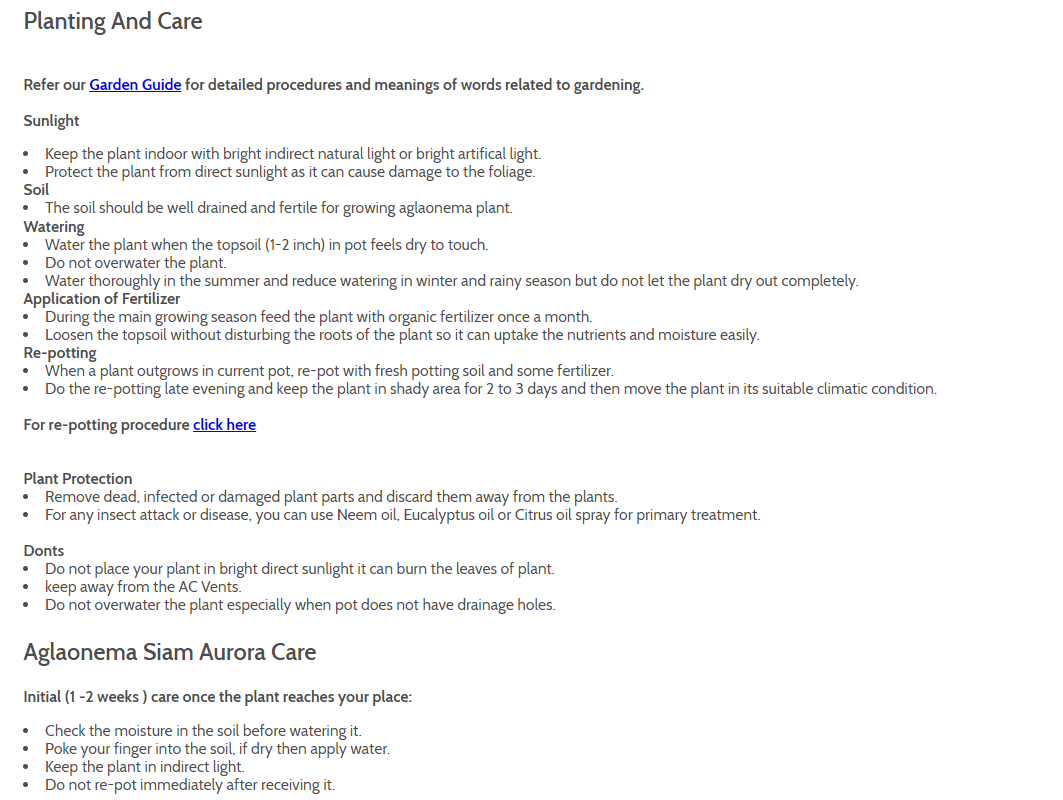 Planting And Care
Refer our Garden Guide for detailed procedures and meanings of words related to gardening.
Sunlight
• Keep the plant indoor with bright indirect natural light or bright artifical light.
• Protect the plant from direct sunlight as it can cause damage to the foliage.
Soil
• The soil should be well drained and fertile for growing aglaonema plant.
Watering
• Water the plant when the topsoil (1-2 inch) in pot feels dry to touch.
• Do not overwater the plant.
• Water thoroughly in the summer and reduce watering in winter and rainy season but do not let the plant dry out completely.
Application of Fertilizer
• During the main growing season feed the plant with organic fertilizer once a month.
• Loosen the topsoil without disturbing the roots of the plant so it can uptake the nutrients and moisture easily.
Re-potting
• When a plant outgrows in current pot, re-pot with fresh potting soil and some fertilizer.
• Do the re-potting late evening and keep the plant in shady area for 2 to 3 days and then move the plant in its suitable climatic condition.
For re-potting procedure click here
Plant Protection
• Remove dead, infected or damaged plant parts and discard them away from the plants.
• For any insect attack or disease, you can use Neem oil, Eucalyptus oil or Citrus oil spray for primary treatment.
Donts
• Do not place your plant in bright direct sunlight it can burn the leaves of plant.
• keep away from the AC Vents.
• Do not overwater the plant especially when pot does not have drainage holes.
Aglaonema Siam Aurora Care
Initial (1 -2 weeks ) care once the plant reaches your place:
• Check the moisture in the soil before watering it.
• Poke your finger into the soil, if dry then apply water.
• Keep the plant in indirect light.
• Do not re-pot immediately after receiving it.